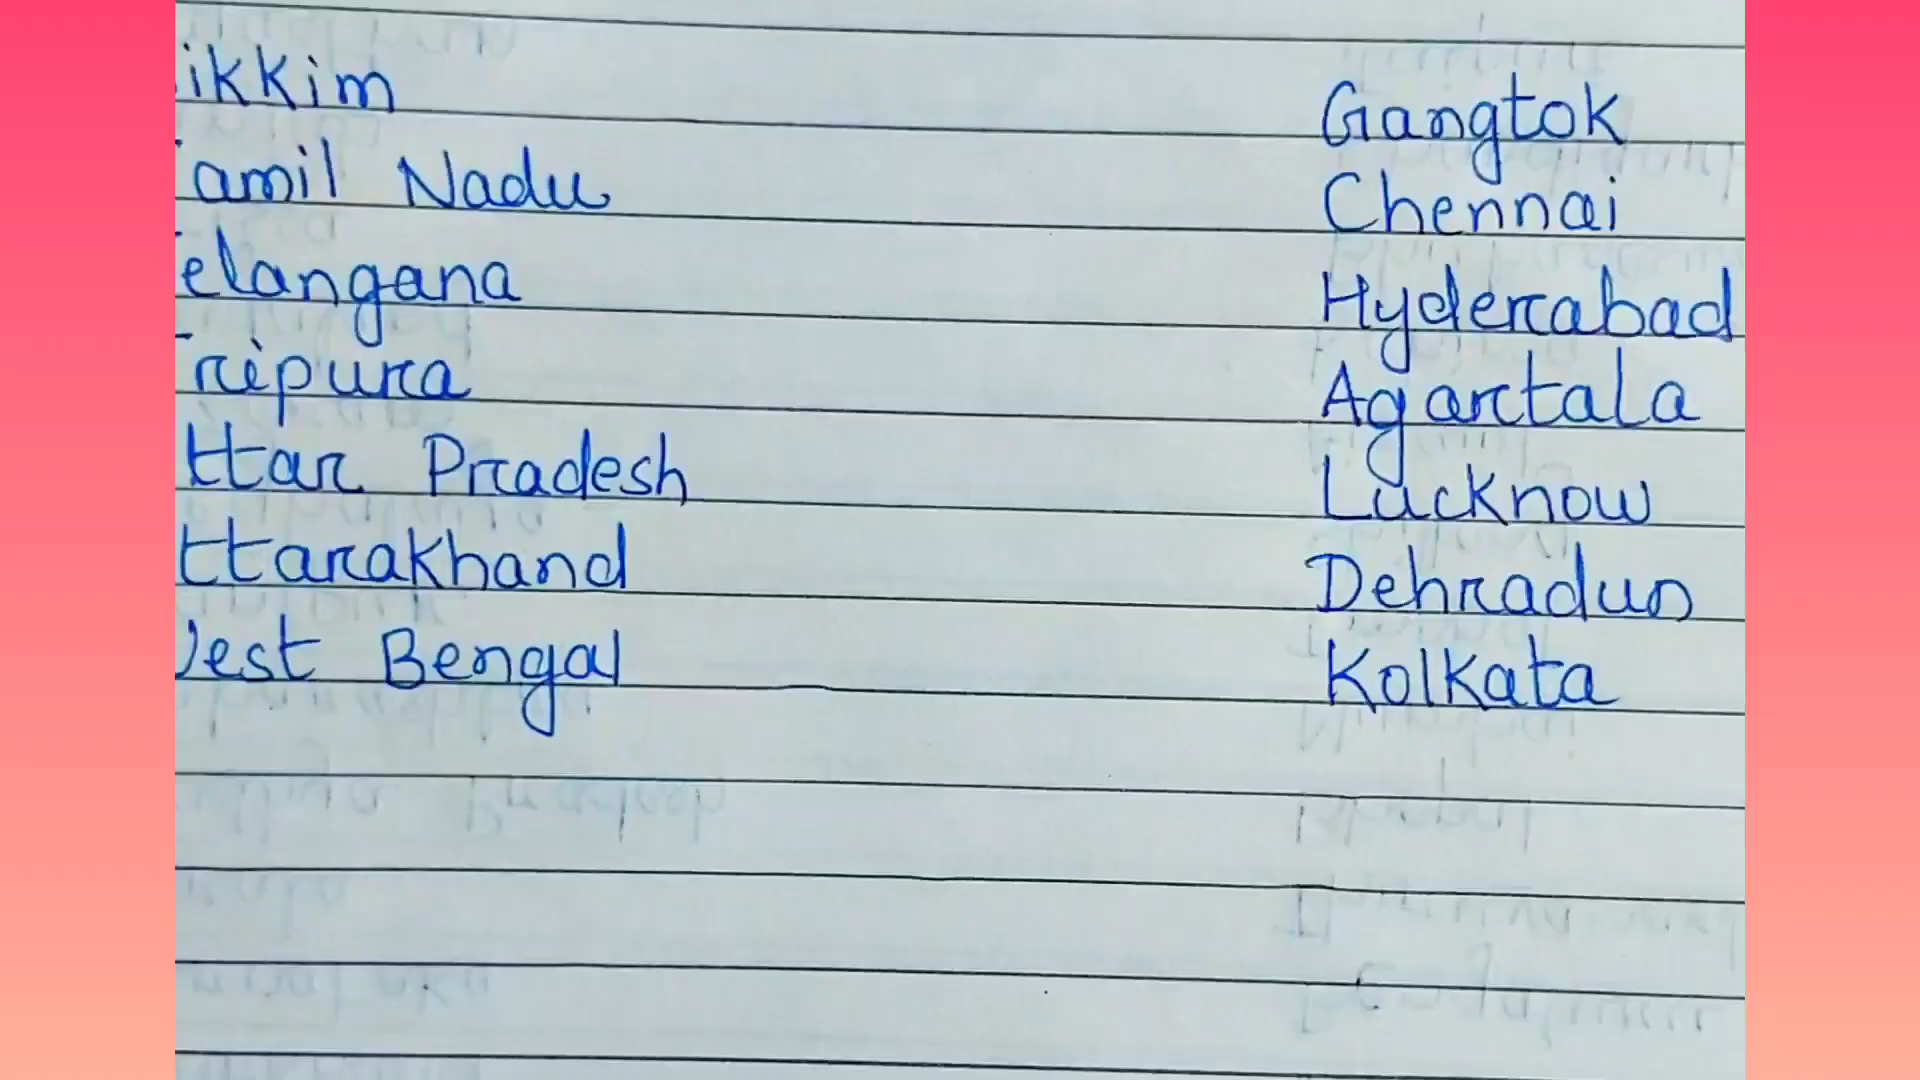 ikkim Gangtok
amil Nadu Chennai
elangana Hyderabad
ripura Agartala
ttar Pradesh Lucknow
ttarakhand Dehradun
est Bengal Kolkata